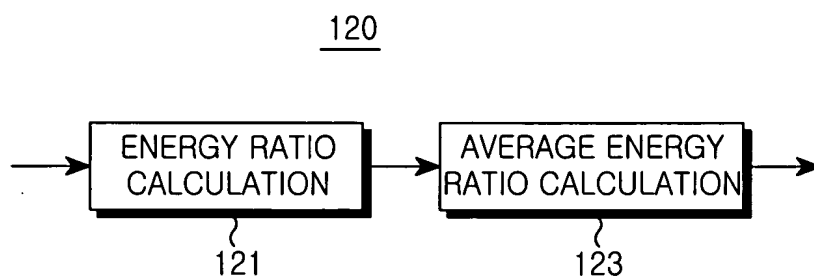 120
ENERGY RATIO
CALCULATION
AVERAGE ENERGY
RATIO CALCULATION
121
123